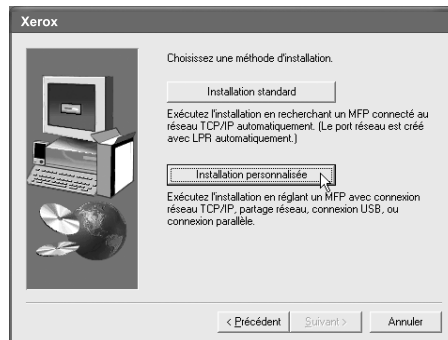 Xerox
Choisissez une méthode d'installation.
Installation standard
Exécutez l'installation en recherchant un MFP connecté au
réseau TCP/IP automatiquement. (Le port réseau est créé
avec LPR automatiquement.)
Installation personnalisée
Exécutez l'installation en réglant un MFP avec connexion
réseau TCP/IP, partage réseau, connexion USB, ou
connexion parallèle.
< Précédent
Suivant >
Annuler